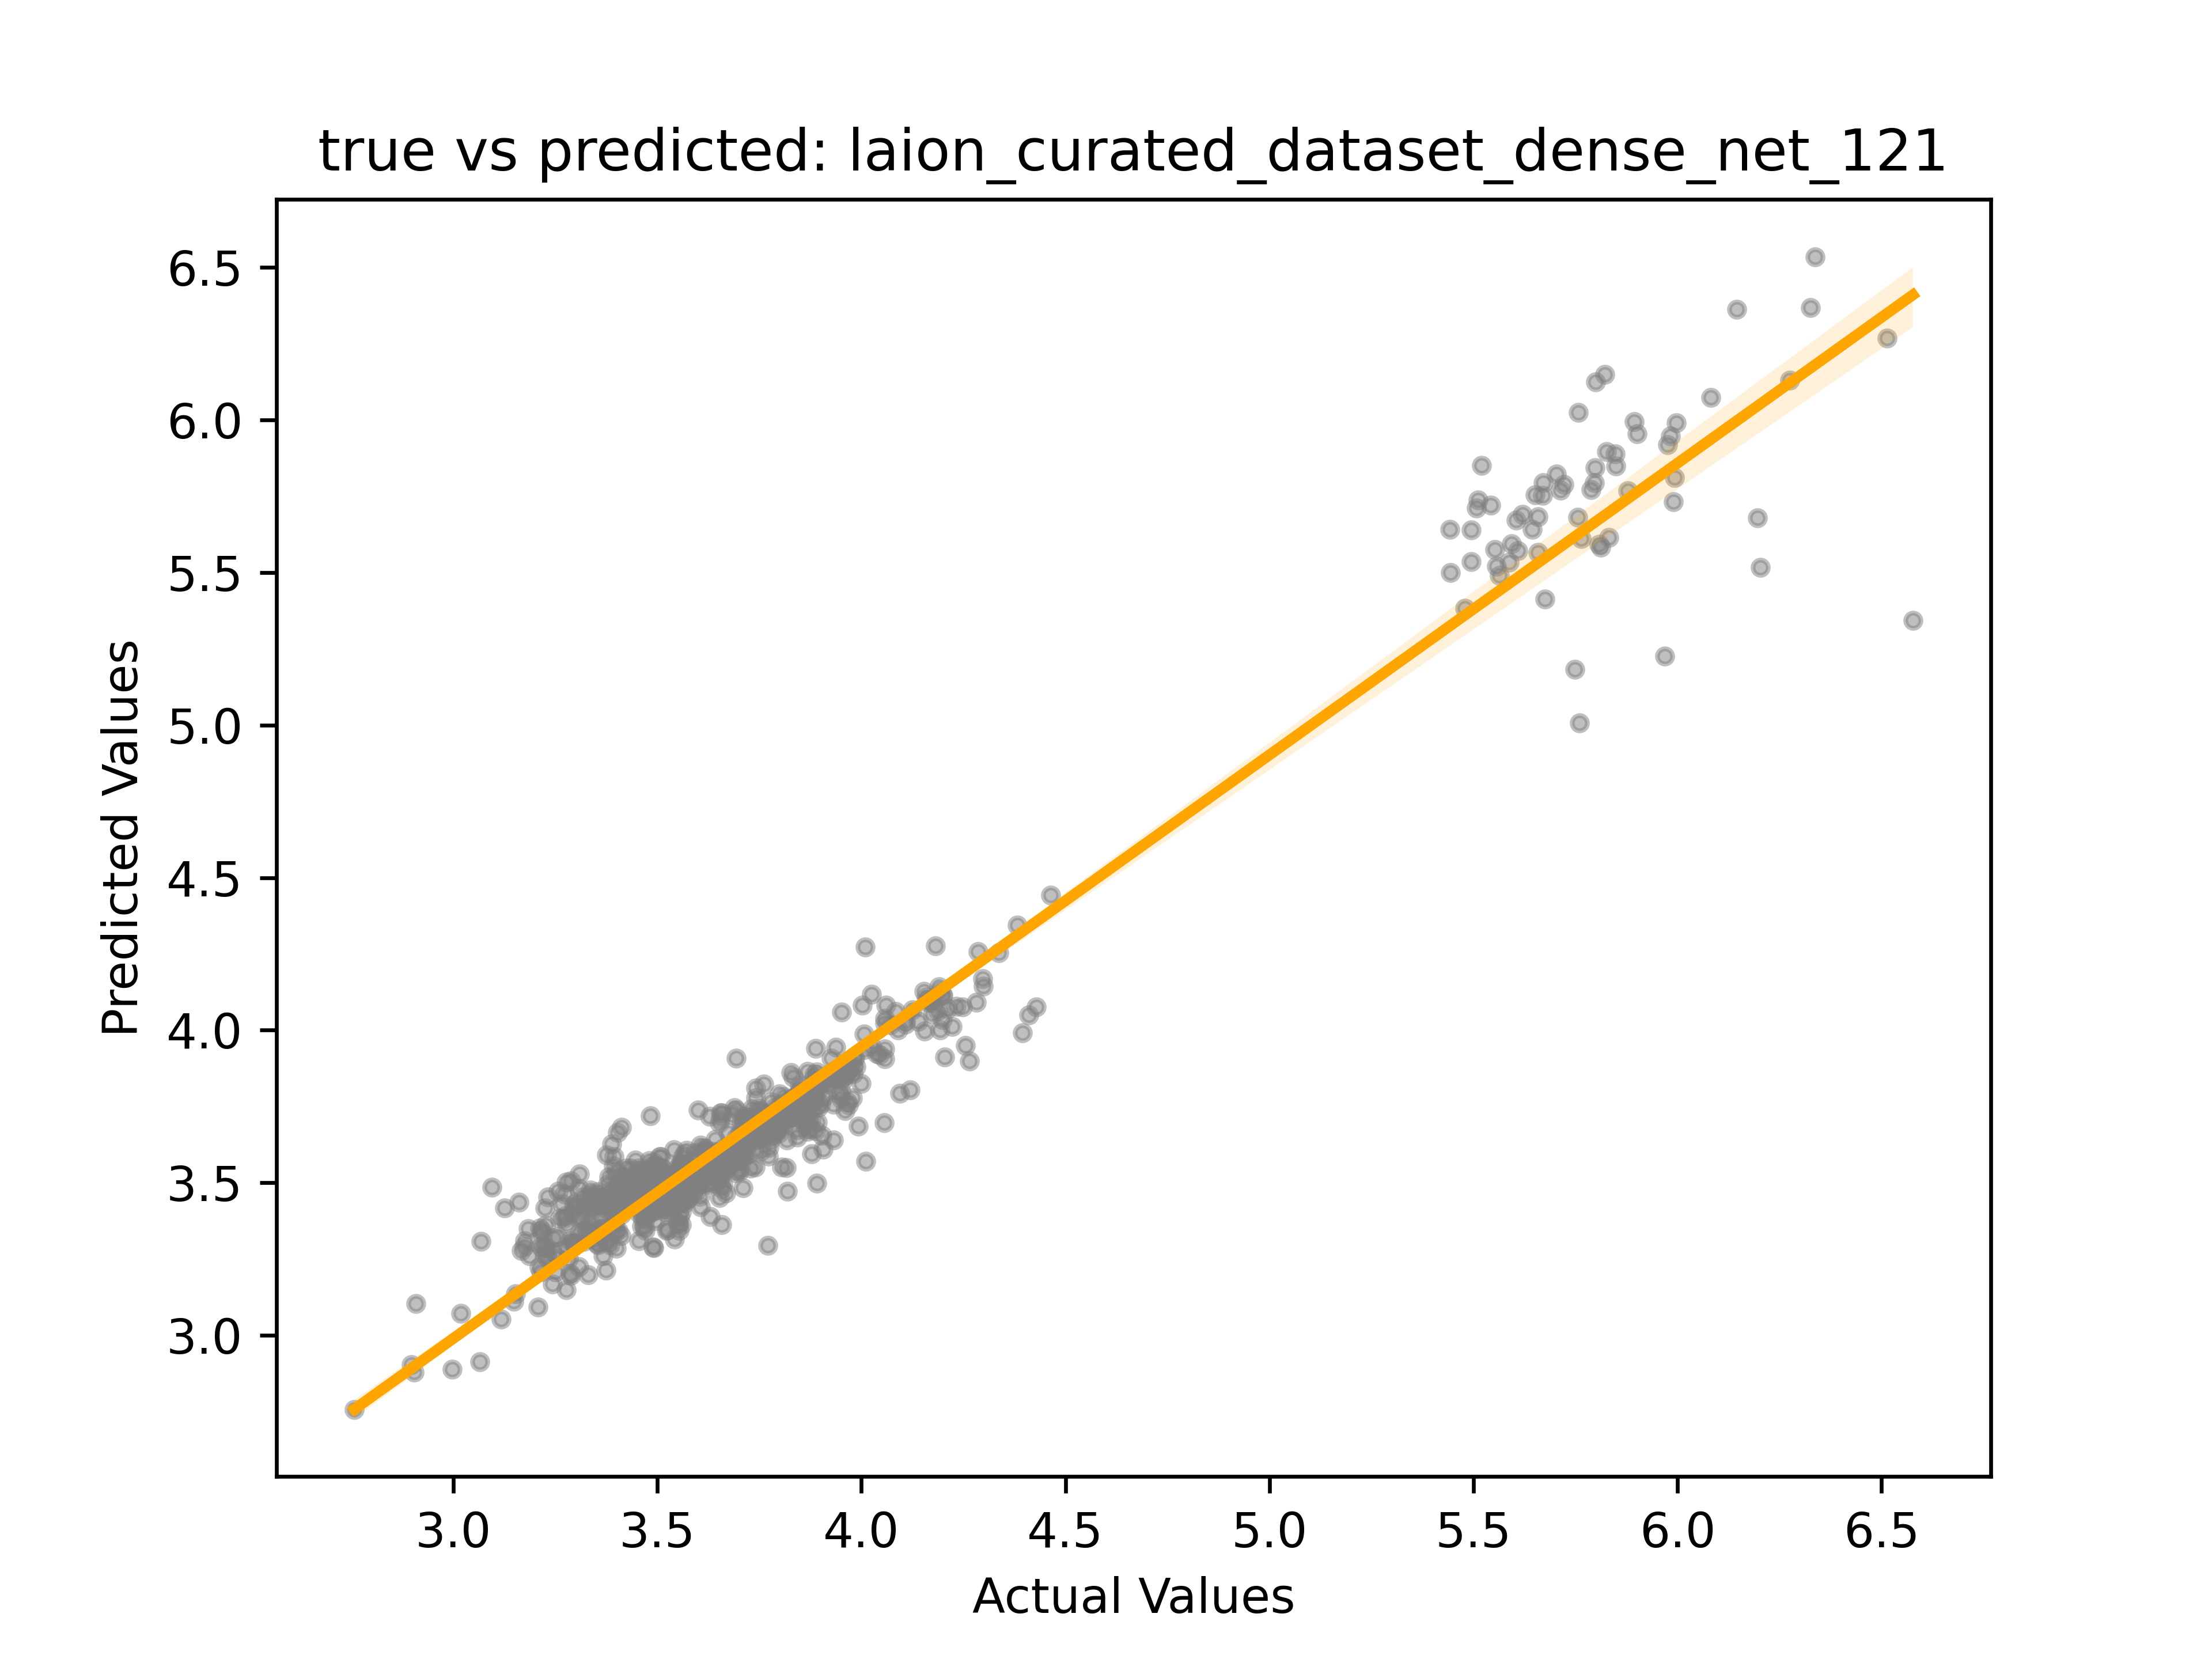 true vs predicted: laion_curated_dataset_dense_net_121
6.5
6.0
5.5
5.0
4.5
4.0
3.5
3.0
Predicted Values
3.0 3.5 4.0 4.5 5.0 5.5 6.0 6.5
Actual Values